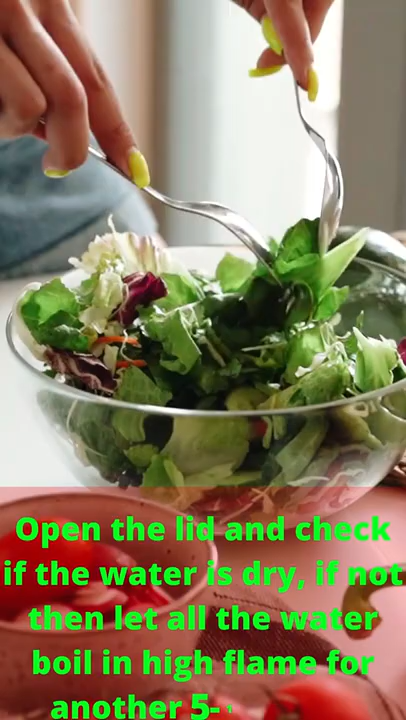 Open the lid and check
if the water is dry, if not
then let all the water
boil in high flame for
another 5-